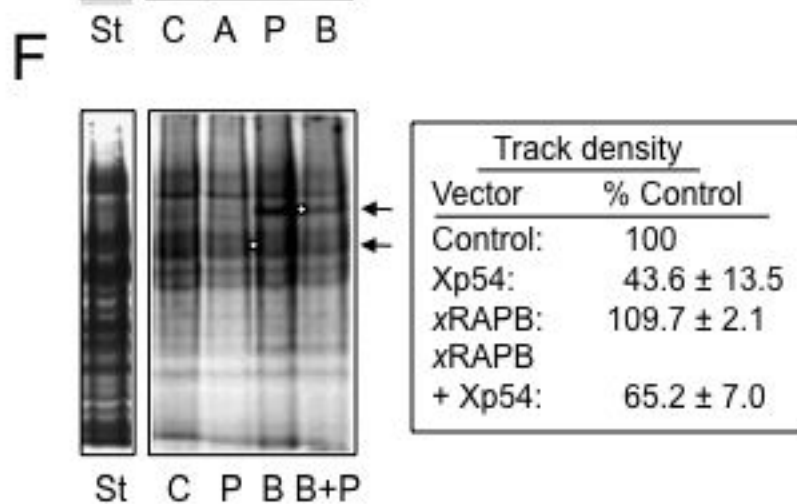 St C A P B
F
Track density
Vector % Control
Control: 100
Xp54: 43.6 ± 13.5
xRAPB: 109.7 ± 2.1
xRAPB
+ Xp54: 65.2 ± 7.0
St C P B B+P